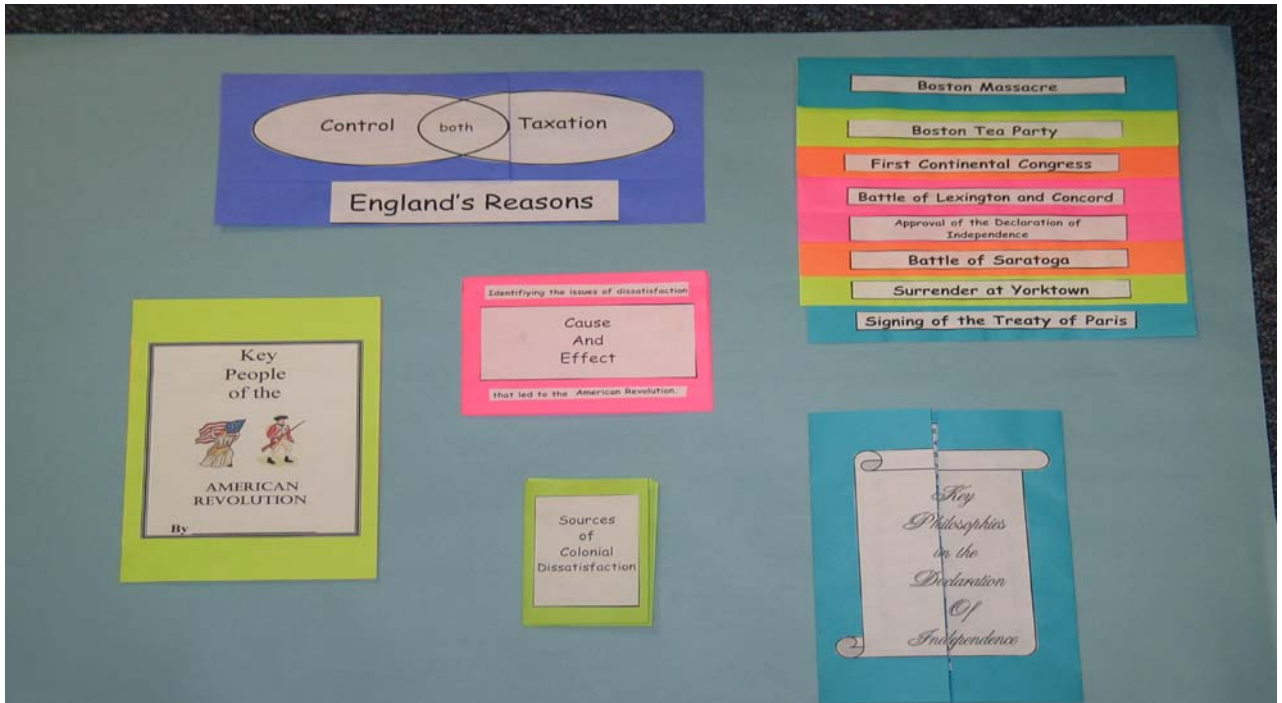 Control
both
Taxation
England's Reasons
Boston Massacre
Boston Tea Party
First Continental Congress
Battle of Lexington and Concord
Approval of the Declaration of
Independence
Battle of Saratoga
Surrender at Yorktown
Signing of the Treaty of Paris
Key
People
of the
AMERICAN
REVOLUTION
By
Identifiying the issues of dissatisfaction
Cause
And
Effect
that led to the American Revolution.
Sources
of
Colonial
Dissatisfaction
Key
Philosophies
in the
Declaration
Of
Independence